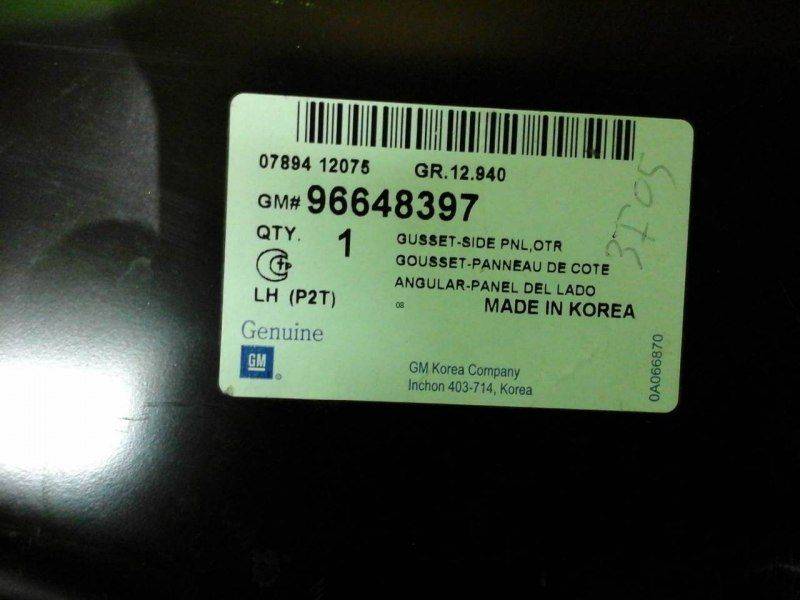 07894 12075 GR.12.940
GM# 96648397
QTY. 1
GUSSET-SIDE PNL,OTR
GOUSSET-PANNEAU DE COTE
ANGULAR-PANEL DEL LADO
LH (P2T)
08 MADE IN KOREA
Genuine
GM
GM Korea Company
Inchon 403-714, Korea
0A066870